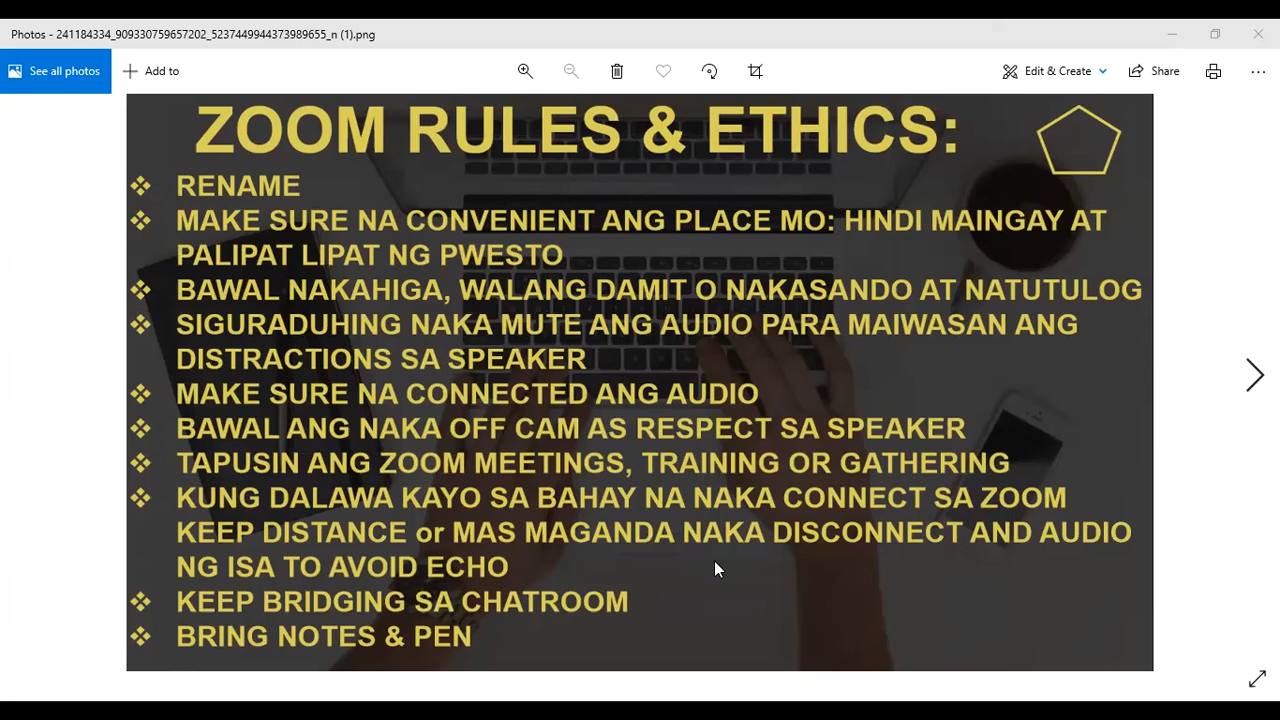 Photos - 241184334_909330759657202_5237449944373989655_n (1).png
See all photos
Add to
Edit & Create
Share
ZOOM RULES & ETHICS:
❖ RENAME
❖ MAKE SURE NA CONVENIENT ANG PLACE MO: HINDI MAINGAY AT
PALIPAT LIPAT NG PWESTO
❖ BAWAL NAKAHIGA, WALANG DAMIT O NAKASANDO AT NATUTULOG
❖ SIGURADUHING NAKA MUTE ANG AUDIO PARA MAIWASAN ANG
DISTRACTIONS SA SPEAKER
❖ MAKE SURE NA CONNECTED ANG AUDIO
❖ BAWAL ANG NAKA OFF CAM AS RESPECT SA SPEAKER
❖ TAPUSIN ANG ZOOM MEETINGS, TRAINING OR GATHERING
❖ KUNG DALAWA KAYO SA BAHAY NA NAKA CONNECT SA ZOOM
KEEP DISTANCE or MAS MAGANDA NAKA DISCONNECT AND AUDIO
NG ISA TO AVOID ECHO
❖ KEEP BRIDGING SA CHATROOM
❖ BRING NOTES & PEN